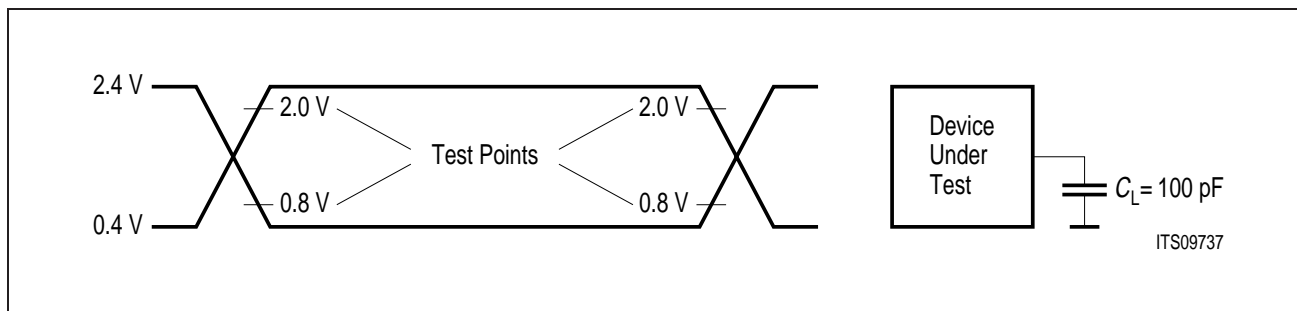 2.4 V
2.0 V
2.0 V
Test Points
0.8 V
0.8 V
0.4 V
Device
Under
Test
C_L = 100 pF
ITS09737